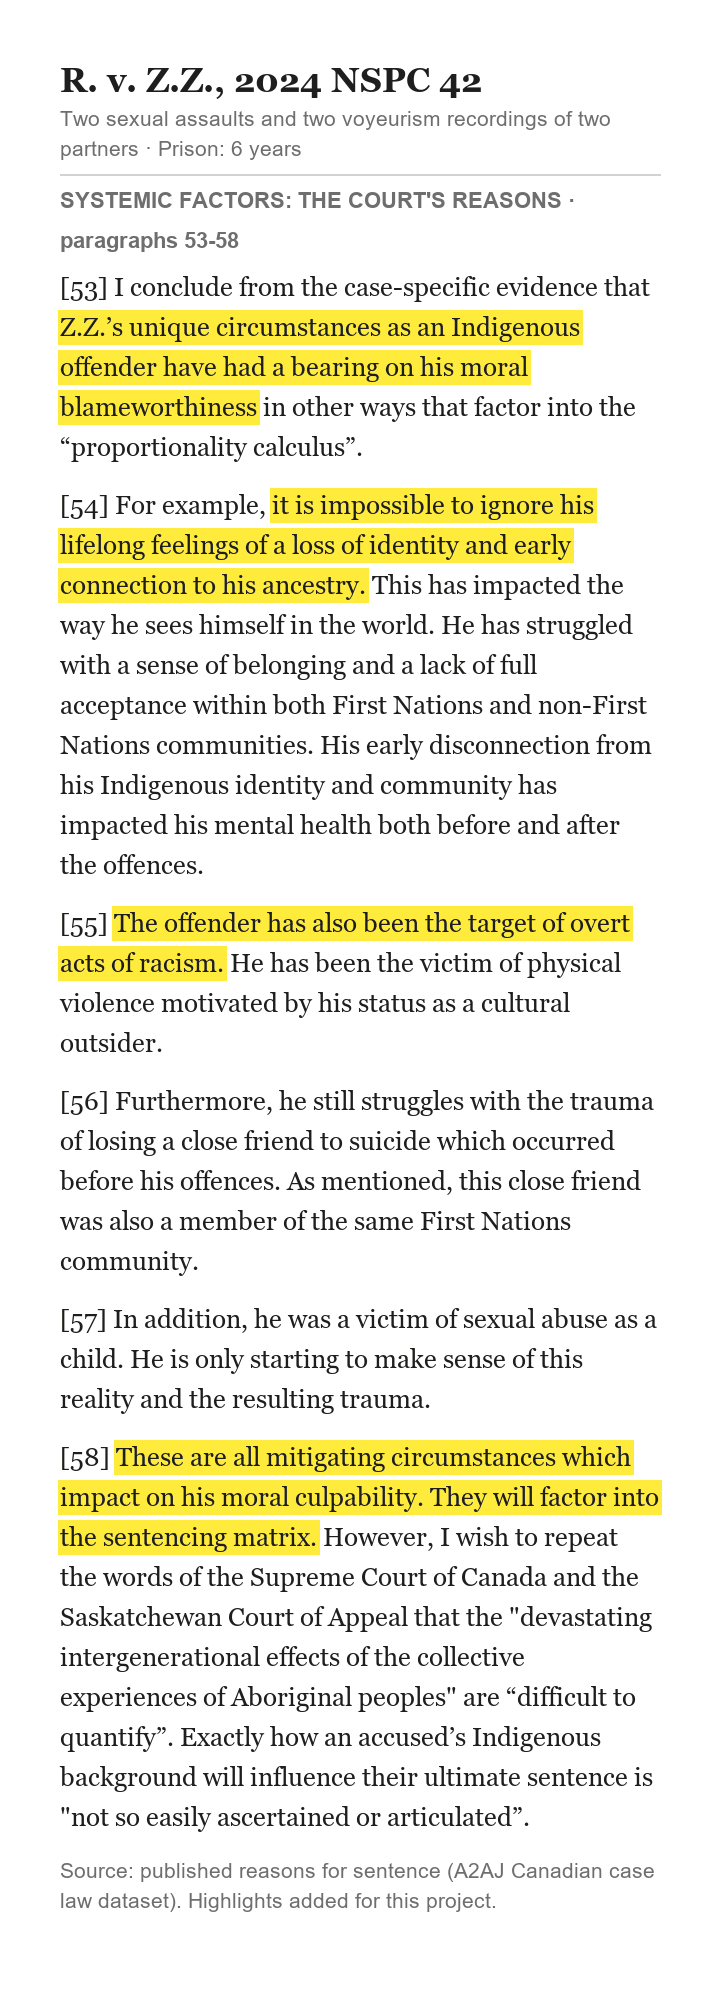 R. v. Z.Z., 2024 NSPC 42
Two sexual assaults and two voyeurism recordings of two
partners · Prison: 6 years
SYSTEMIC FACTORS: THE COURT'S REASONS ·
paragraphs 53-58
[53] I conclude from the case-specific evidence that
Z.Z.’s unique circumstances as an Indigenous
offender have had a bearing on his moral
blameworthiness in other ways that factor into the
“proportionality calculus”.
[54] For example, it is impossible to ignore his
lifelong feelings of a loss of identity and early
connection to his ancestry. This has impacted the
way he sees himself in the world. He has struggled
with a sense of belonging and a lack of full
acceptance within both First Nations and non-First
Nations communities. His early disconnection from
his Indigenous identity and community has
impacted his mental health both before and after
the offences.
[55] The offender has also been the target of overt
acts of racism. He has been the victim of physical
violence motivated by his status as a cultural
outsider.
[56] Furthermore, he still struggles with the trauma
of losing a close friend to suicide which occurred
before his offences. As mentioned, this close friend
was also a member of the same First Nations
community.
[57] In addition, he was a victim of sexual abuse as a
child. He is only starting to make sense of this
reality and the resulting trauma.
[58] These are all mitigating circumstances which
impact on his moral culpability. They will factor into
the sentencing matrix. However, I wish to repeat
the words of the Supreme Court of Canada and the
Saskatchewan Court of Appeal that the "devastating
intergenerational effects of the collective
experiences of Aboriginal peoples" are “difficult to
quantify”. Exactly how an accused’s Indigenous
background will influence their ultimate sentence is
"not so easily ascertained or articulated”.
Source: published reasons for sentence (A2AJ Canadian case
law dataset). Highlights added for this project.